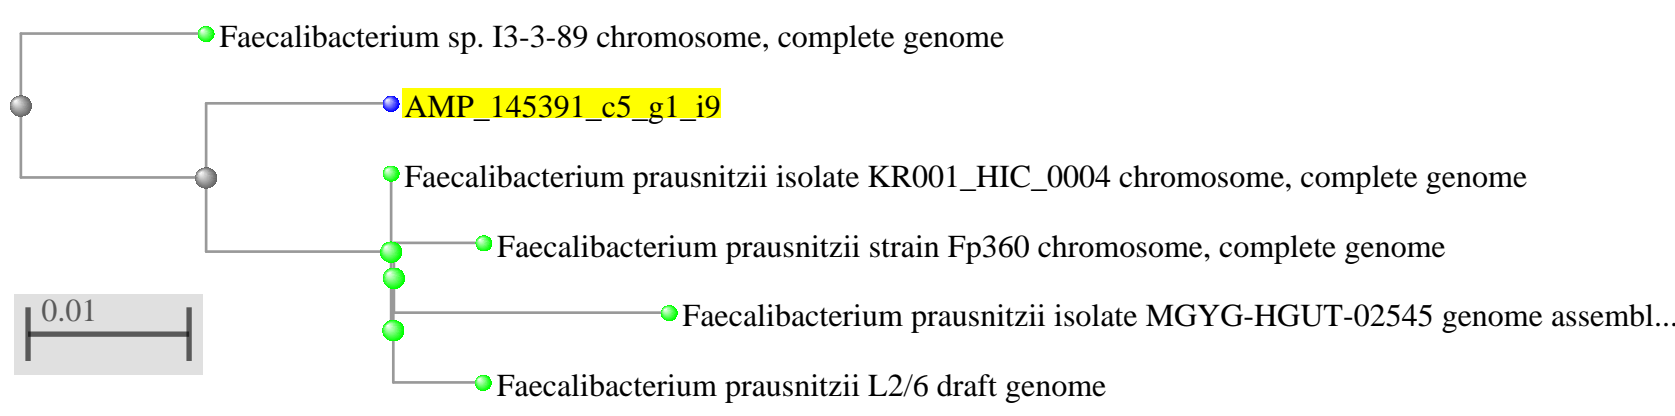 Faecalibacterium sp. I3-3-89 chromosome, complete genome
AMP_145391_c5_g1_i9
Faecalibacterium prausnitzii isolate KR001_HIC_0004 chromosome, complete genome
Faecalibacterium prausnitzii strain Fp360 chromosome, complete genome
0.01
Faecalibacterium prausnitzii isolate MGYG-HGUT-02545 genome assembl...
Faecalibacterium prausnitzii L2/6 draft genome